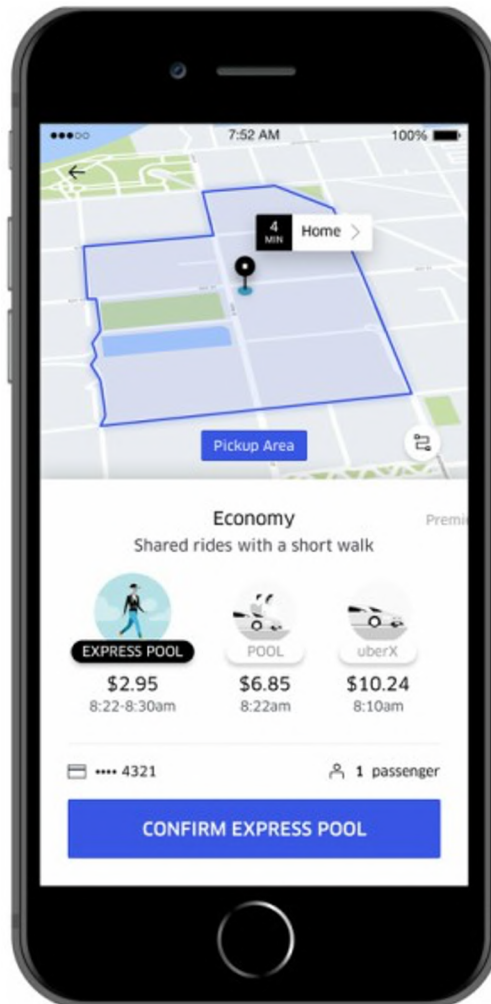 7:52 AM
100%
4 MIN
Home
Pickup Area
Economy
Premi
Shared rides with a short walk
EXPRESS POOL
POOL
uberX
$2.95
$6.85
$10.24
8:22-8:30am
8:22am
8:10am
•••• 4321
1 passenger
CONFIRM EXPRESS POOL